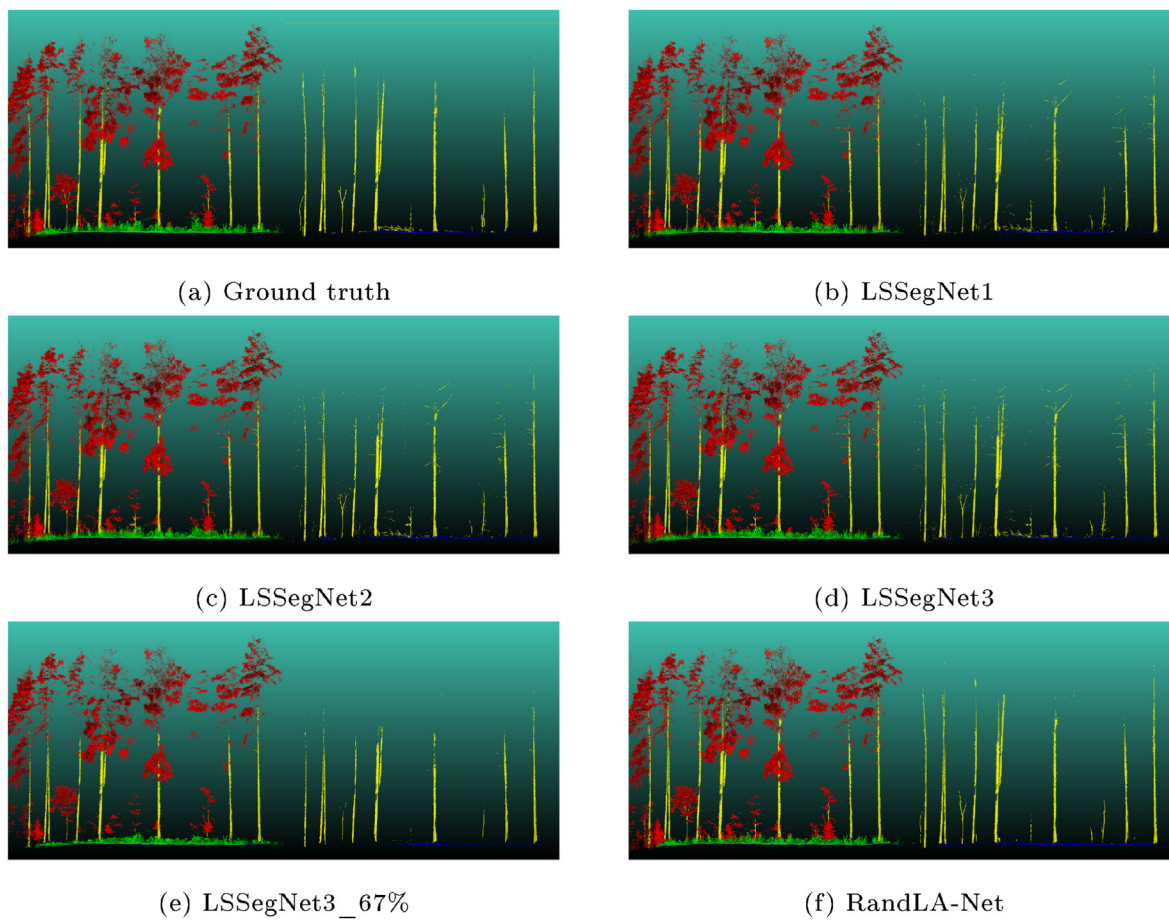 (a) Ground truth
(b) LSSegNet1
(c) LSSegNet2
(d) LSSegNet3
(e) LSSegNet3_67%
(f) RandLA-Net